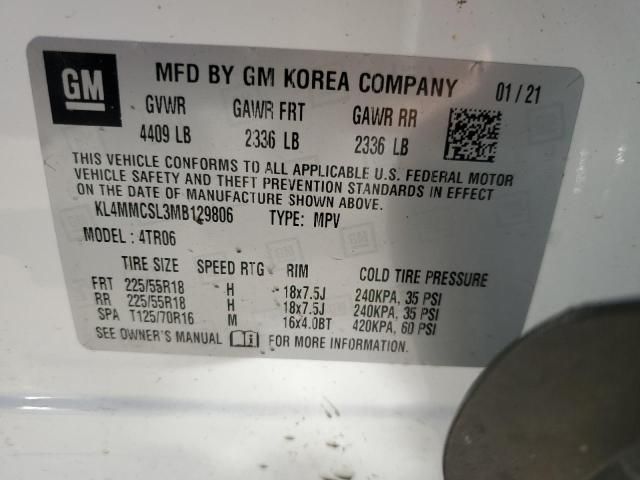 GM
MFD BY GM KOREA COMPANY 01/21
GVWR GAWR FRT GAWR RR
4409 LB 2336 LB 2336 LB
THIS VEHICLE CONFORMS TO ALL APPLICABLE U.S. FEDERAL MOTOR
VEHICLE SAFETY AND THEFT PREVENTION STANDARDS IN EFFECT
ON THE DATE OF MANUFACTURE SHOWN ABOVE.
KL4MMCSL3MB129806 TYPE: MPV
MODEL: 4TR06
TIRE SIZE SPEED RTG RIM COLD TIRE PRESSURE
FRT 225/55R18 H 18x7.5J 240KPA, 35 PSI
RR 225/55R18 H 18x7.5J 240KPA, 35 PSI
SPA T125/70R16 M 16x4.0BT 420KPA, 60 PSI
SEE OWNER'S MANUAL FOR MORE INFORMATION.